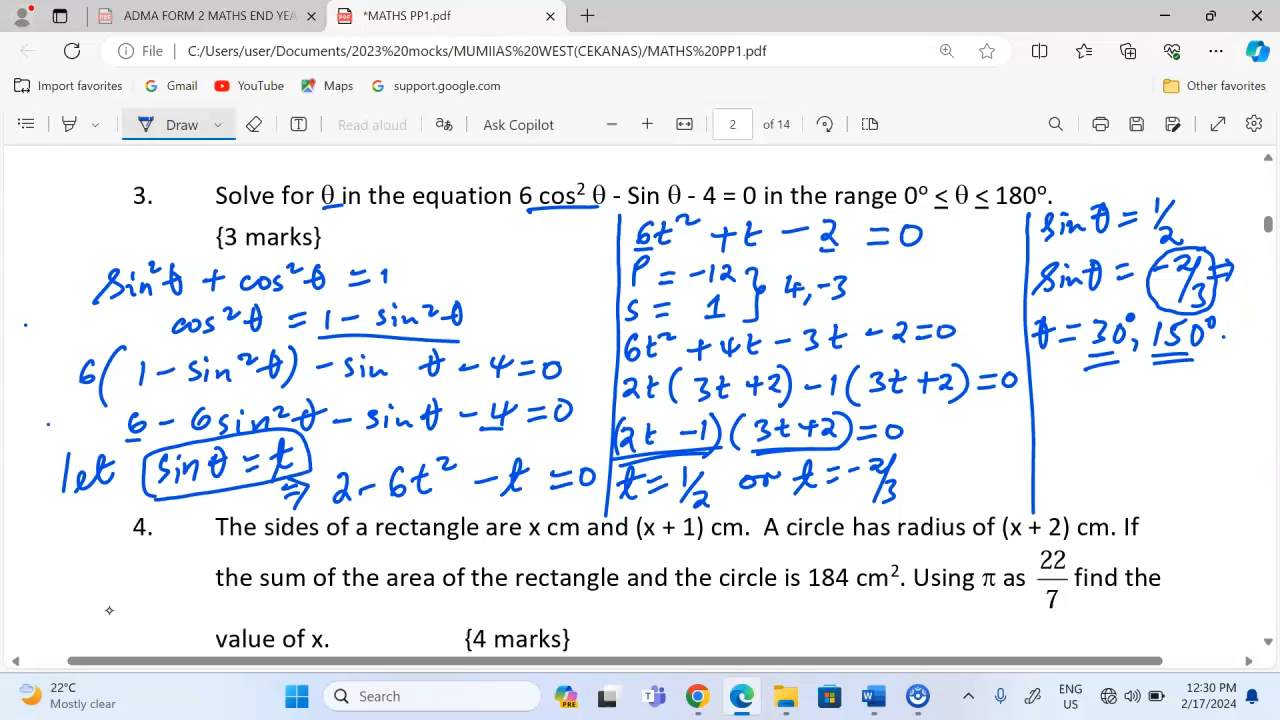 ADMA FORM 2 MATHS END YEA
*MATHS PP1.pdf
File C:/Users/user/Documents/2023%20mocks/MUMIIAS%20WEST(CEKANAS)/MATHS%20PP1.pdf
Import favorites Gmail YouTube Maps support.google.com Other favorites
Draw Read aloud Ask Copilot 2 of 14
3. Solve for θ in the equation 6 cos² θ - Sin θ - 4 = 0 in the range 0° ≤ θ ≤ 180°.
{3 marks}
sin²θ + cos²θ = 1
cos²θ = 1 - sin²θ
6(1 - sin²θ) - sin θ - 4 = 0
6 - 6sin²θ - sinθ - 4 = 0
let sinθ = t ⇒ 2 - 6t² - t = 0
6t² + t - 2 = 0
P = -12 } 4, -3
S = 1
6t² + 4t - 3t - 2 = 0
2t(3t + 2) - 1(3t + 2) = 0
(2t - 1)(3t + 2) = 0
t = 1/2 or t = -2/3
sinθ = 1/2
sinθ = -2/3 ⇒
θ = 30°, 150°.
4. The sides of a rectangle are x cm and (x + 1) cm. A circle has radius of (x + 2) cm. If
the sum of the area of the rectangle and the circle is 184 cm². Using π as 22/7 find the
value of x. {4 marks}
22°C
Mostly clear
Search
PRE
ENG
US
12:30 PM
2/17/2024